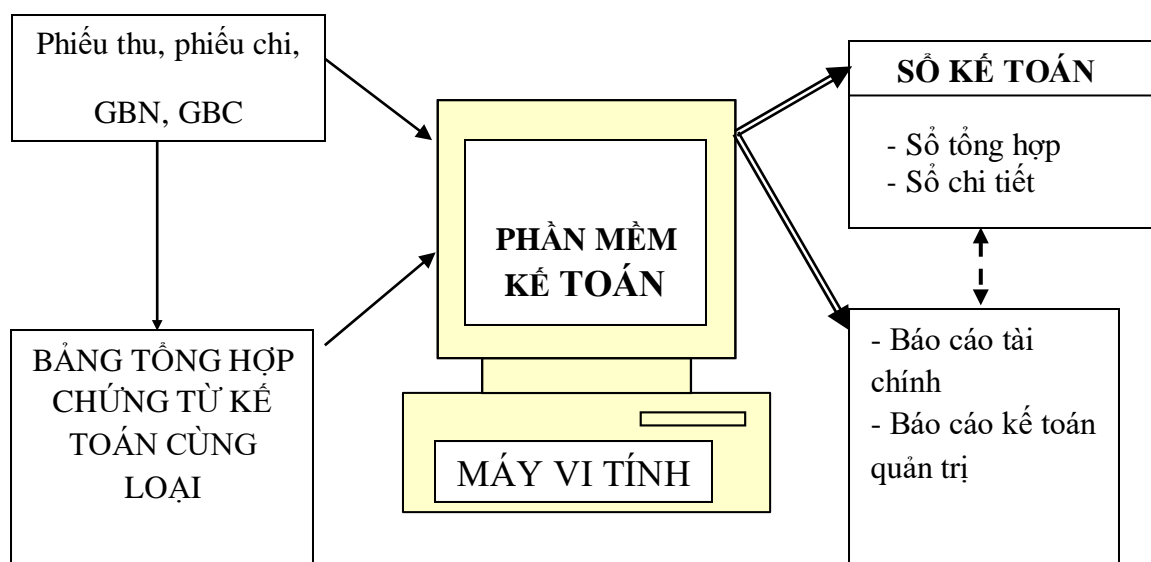 Phiếu thu, phiếu chi,
GBN, GBC
BẢNG TỔNG HỢP
CHỨNG TỪ KẾ
TOÁN CÙNG
LOẠI
PHẦN MỀM
KẾ TOÁN
MÁY VI TÍNH
SỔ KẾ TOÁN
- Sổ tổng hợp
- Sổ chi tiết
- Báo cáo tài
chính
- Báo cáo kế toán
quản trị